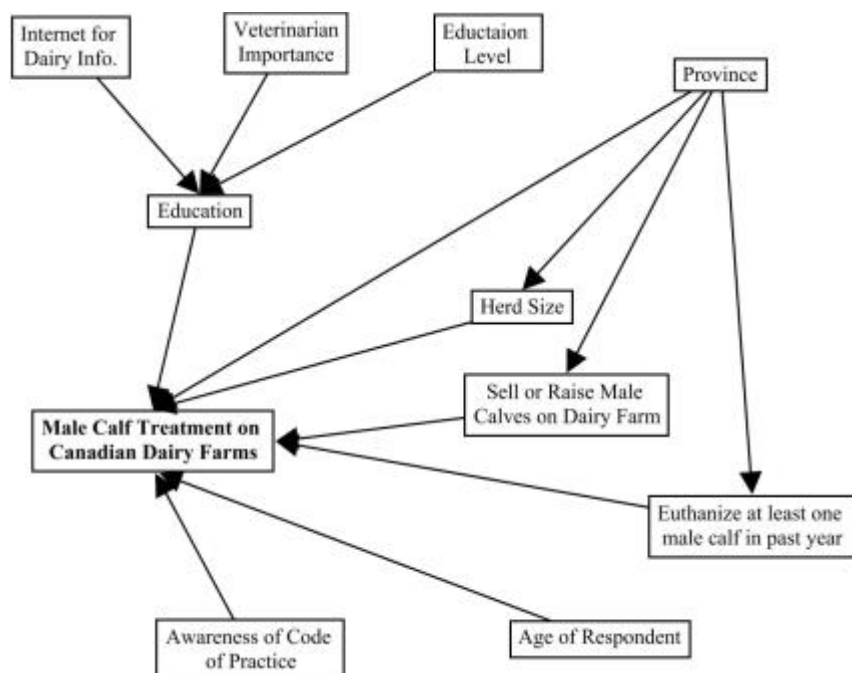 Internet for
Dairy Info.
Veterinarian
Importance
Eductaion
Level
Province
Education
Herd Size
Sell or Raise Male
Calves on Dairy Farm
Male Calf Treatment on
Canadian Dairy Farms
Euthanize at least one
male calf in past year
Awareness of Code
of Practice
Age of Respondent